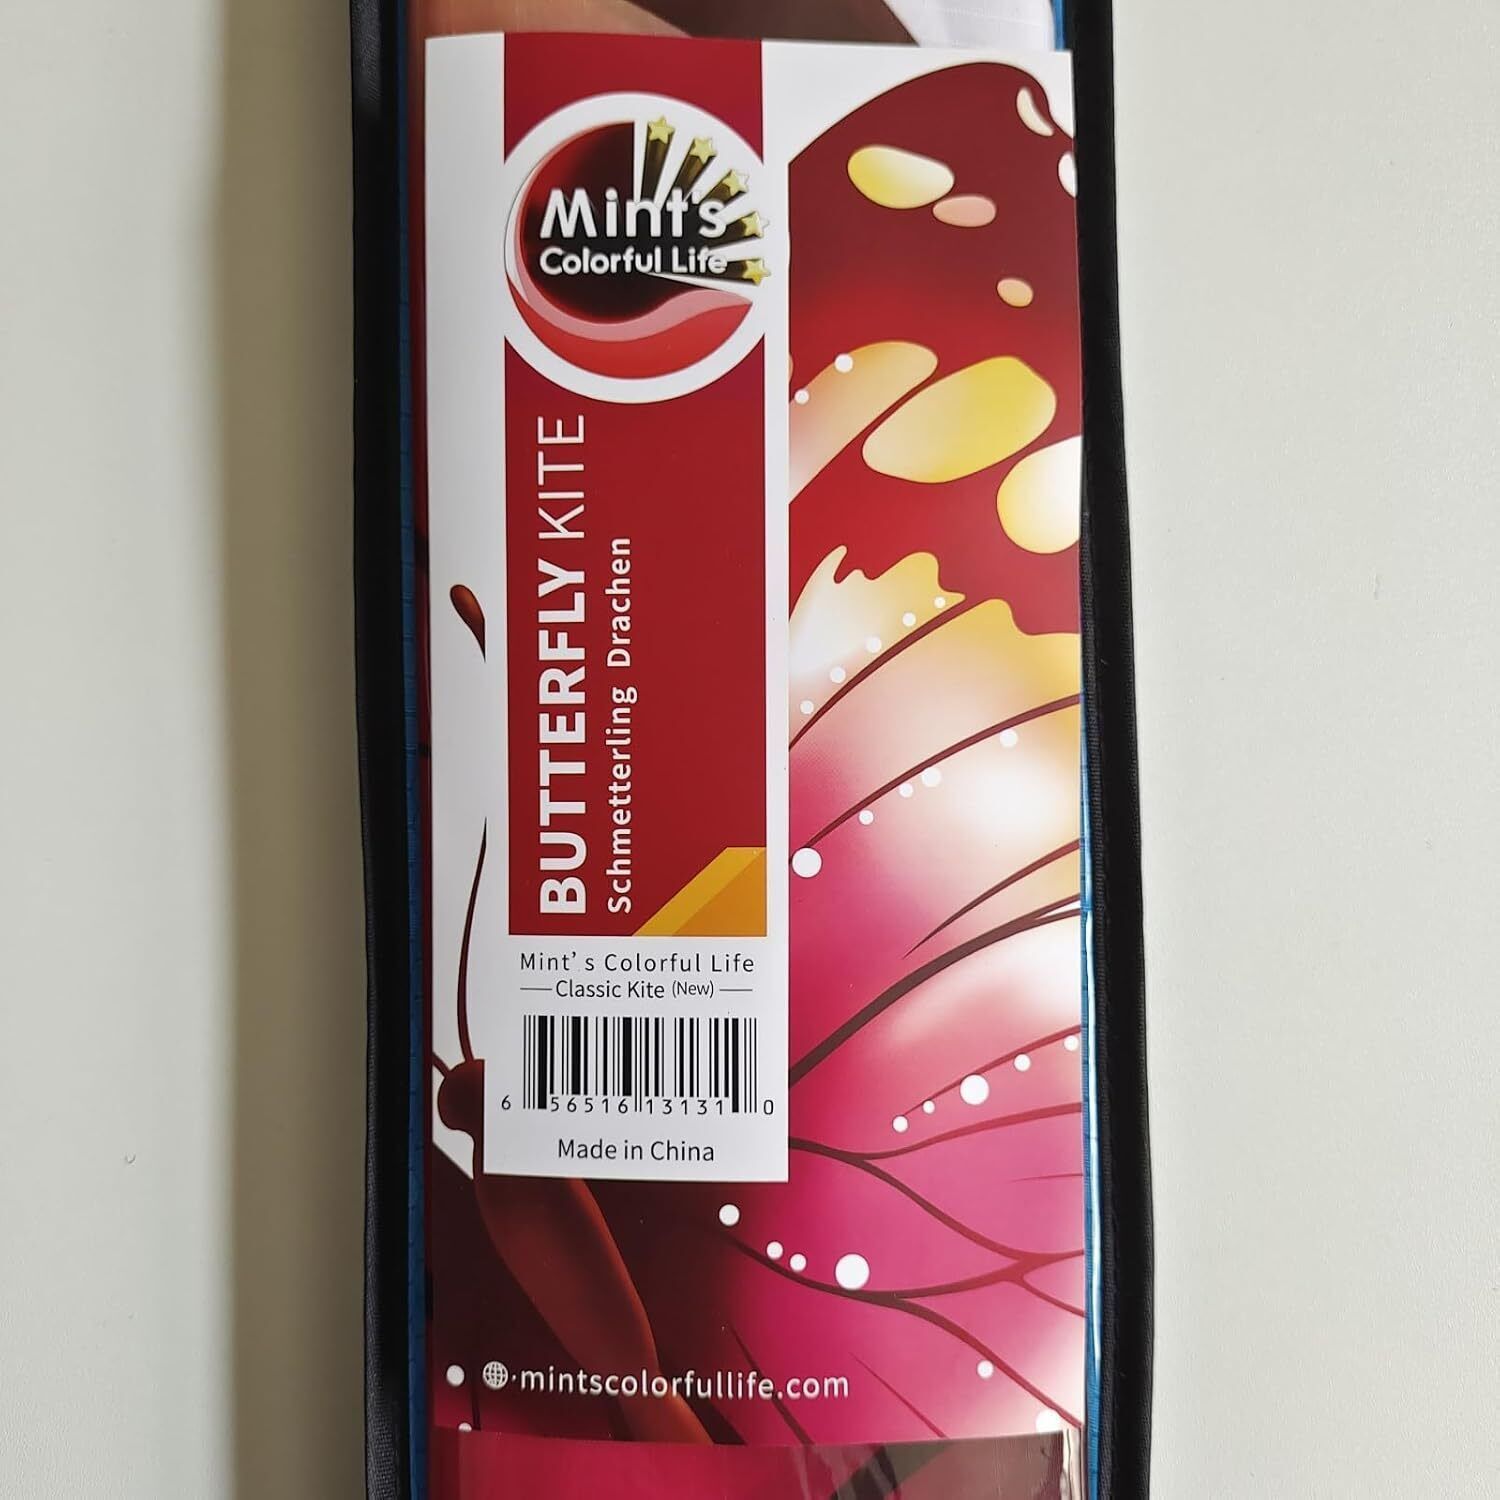 Mint's
Colorful Life
BUTTERFLY KITE
Schmetterling Drachen
Mint's Colorful Life
Classic Kite (New)
6 56516 13131 0
Made in China
mintscolorfullife.com